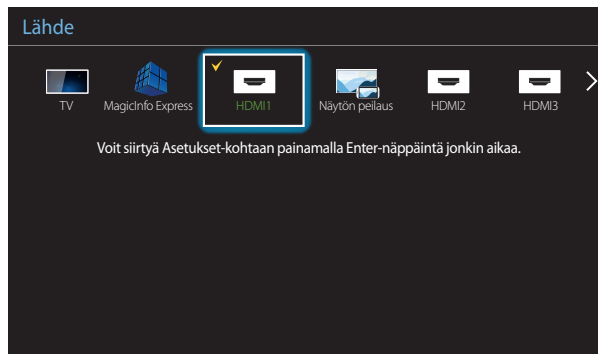 Lähde
TV MagicInfo Express HDMI1 Näytön peilaus HDMI2 HDMI3
Voit siirtyä Asetukset-kohtaan painamalla Enter-näppäintä jonkin aikaa.